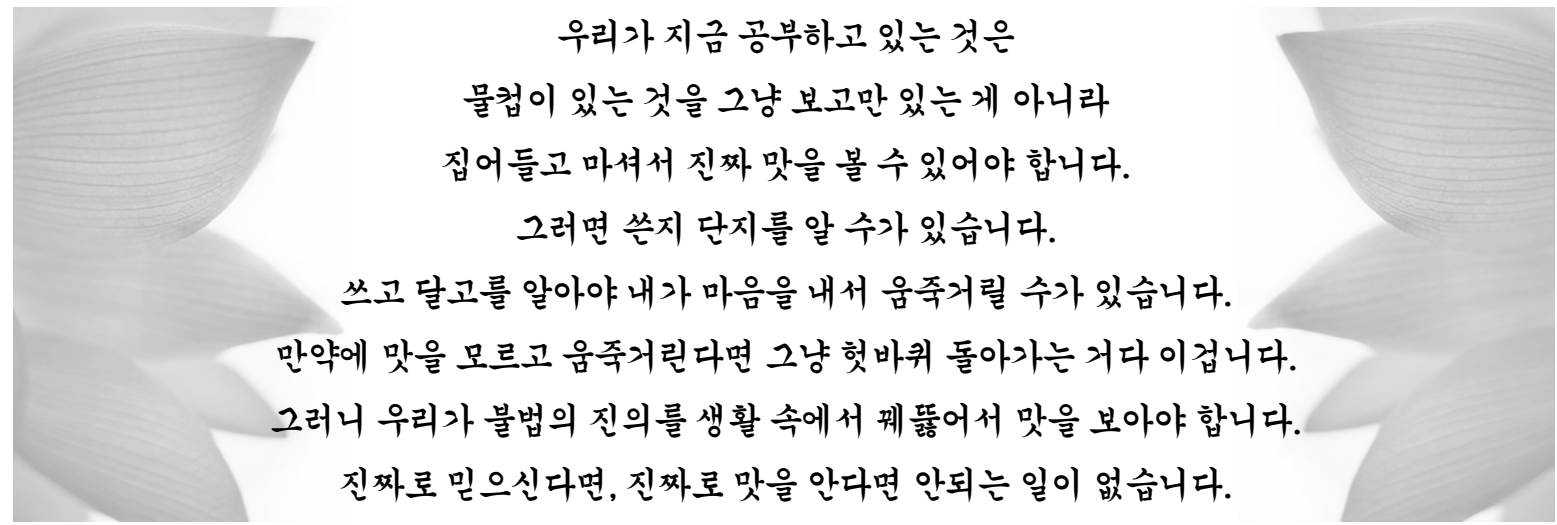 우리가 지금 공부하고 있는 것은
물컵이 있는 것을 그냥 보고만 있는 게 아니라
집어들고 마셔서 진짜 맛을 볼 수 있어야 합니다.
그러면 쓴지 단지를 알 수가 있습니다.
쓰고 달고를 알아야 내가 마음을 내서 움죽거릴 수가 있습니다.
만약에 맛을 모르고 움죽거린다면 그냥 헛바퀴 돌아가는 거다 이겁니다.
그러니 우리가 불법의 진의를 생활 속에서 꿰뚫어서 맛을 보아야 합니다.
진짜로 믿으신다면, 진짜로 맛을 안다면 안되는 일이 없습니다.